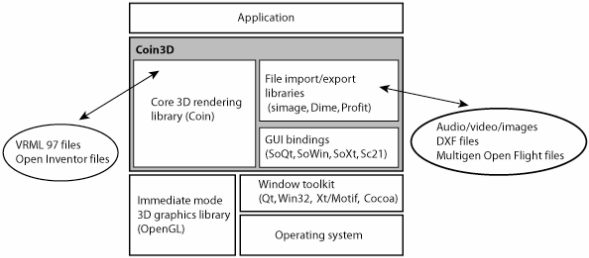 Application
Coin3D
Core 3D rendering
library (Coin)
File import/export
libraries
(simage, Dime, Profit)
GUI bindings
(SoQt, SoWin, SoXt, Sc21)
VRML 97 files
Open Inventor files
Audio/video/images
DXF files
Multigen Open Flight files
Immediate mode
3D graphics library
(OpenGL)
Window toolkit
(Qt, Win32, Xt/Motif, Cocoa)
Operating system